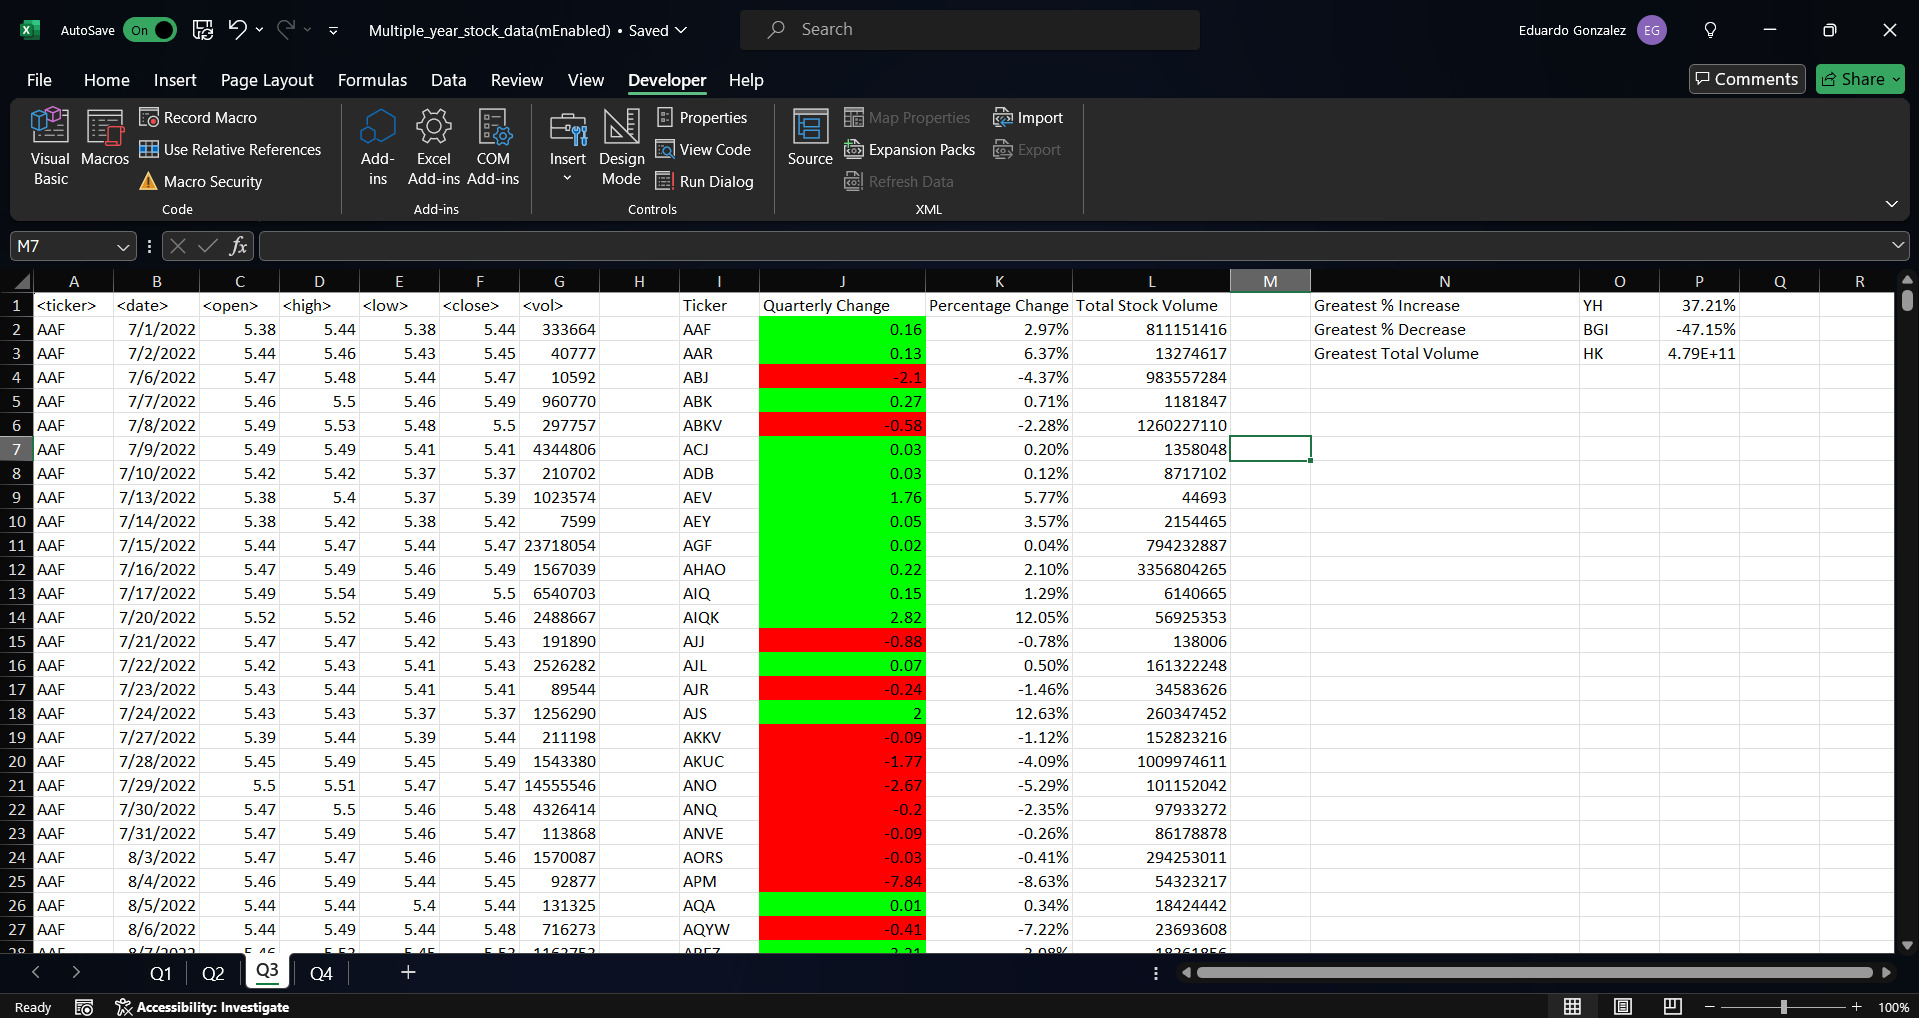 AutoSave On Multiple_year_stock_data(mEnabled) • Saved Search Eduardo Gonzalez EG
File Home Insert Page Layout Formulas Data Review View Developer Help Comments Share
Visual Basic
Macros
Record Macro
Use Relative References
Macro Security
Code
Add-ins
Excel Add-ins
COM Add-ins
Add-ins
Insert
Design Mode
Properties
View Code
Run Dialog
Controls
Source
Map Properties
Expansion Packs
Refresh Data
Import
Export
XML
M7 fx
A B C D E F G H I J K L M N O P Q R
1 <ticker> <date> <open> <high> <low> <close> <vol> Ticker Quarterly Change Percentage Change Total Stock Volume Greatest % Increase YH 37.21%
2 AAF 7/1/2022 5.38 5.44 5.38 5.44 333664 AAF 0.16 2.97% 811151416 Greatest % Decrease BGI -47.15%
3 AAF 7/2/2022 5.44 5.46 5.43 5.45 40777 AAR 0.13 6.37% 13274617 Greatest Total Volume HK 4.79E+11
4 AAF 7/6/2022 5.47 5.48 5.44 5.47 10592 ABJ -2.1 -4.37% 983557284
5 AAF 7/7/2022 5.46 5.5 5.46 5.49 960770 ABK 0.27 0.71% 1181847
6 AAF 7/8/2022 5.49 5.53 5.48 5.5 297757 ABKV -0.58 -2.28% 1260227110
7 AAF 7/9/2022 5.49 5.49 5.41 5.41 4344806 ACJ 0.03 0.20% 1358048
8 AAF 7/10/2022 5.42 5.42 5.37 5.37 210702 ADB 0.03 0.12% 8717102
9 AAF 7/13/2022 5.38 5.4 5.37 5.39 1023574 AEV 1.76 5.77% 44693
10 AAF 7/14/2022 5.38 5.42 5.38 5.42 7599 AEY 0.05 3.57% 2154465
11 AAF 7/15/2022 5.44 5.47 5.44 5.47 23718054 AGF 0.02 0.04% 794232887
12 AAF 7/16/2022 5.47 5.49 5.46 5.49 1567039 AHAO 0.22 2.10% 3356804265
13 AAF 7/17/2022 5.49 5.54 5.49 5.5 6540703 AIQ 0.15 1.29% 6140665
14 AAF 7/20/2022 5.52 5.52 5.46 5.46 2488667 AIQK 2.82 12.05% 56925353
15 AAF 7/21/2022 5.47 5.47 5.42 5.43 191890 AJJ -0.88 -0.78% 138006
16 AAF 7/22/2022 5.42 5.43 5.41 5.43 2526282 AJL 0.07 0.50% 161322248
17 AAF 7/23/2022 5.43 5.44 5.41 5.41 89544 AJR -0.24 -1.46% 34583626
18 AAF 7/24/2022 5.43 5.43 5.37 5.37 1256290 AJS 2 12.63% 260347452
19 AAF 7/27/2022 5.39 5.44 5.39 5.44 211198 AKKV -0.09 -1.12% 152823216
20 AAF 7/28/2022 5.45 5.49 5.45 5.49 1543380 AKUC -1.77 -4.09% 1009974611
21 AAF 7/29/2022 5.5 5.51 5.47 5.47 14555546 ANO -2.67 -5.29% 101152042
22 AAF 7/30/2022 5.47 5.5 5.46 5.48 4326414 ANQ -0.2 -2.35% 97933272
23 AAF 7/31/2022 5.47 5.49 5.46 5.47 113868 ANVE -0.09 -0.26% 86178878
24 AAF 8/3/2022 5.47 5.47 5.46 5.46 1570087 AORS -0.03 -0.41% 294253011
25 AAF 8/4/2022 5.46 5.49 5.44 5.45 92877 APM -7.84 -8.63% 54323217
26 AAF 8/5/2022 5.44 5.44 5.4 5.44 131325 AQA 0.01 0.34% 18424442
27 AAF 8/6/2022 5.44 5.49 5.44 5.48 716273 AQYW -0.41 -7.22% 23693608
28 AAF 8/7/2022
Q1 Q2 Q3 Q4
Ready Accessibility: Investigate 100%